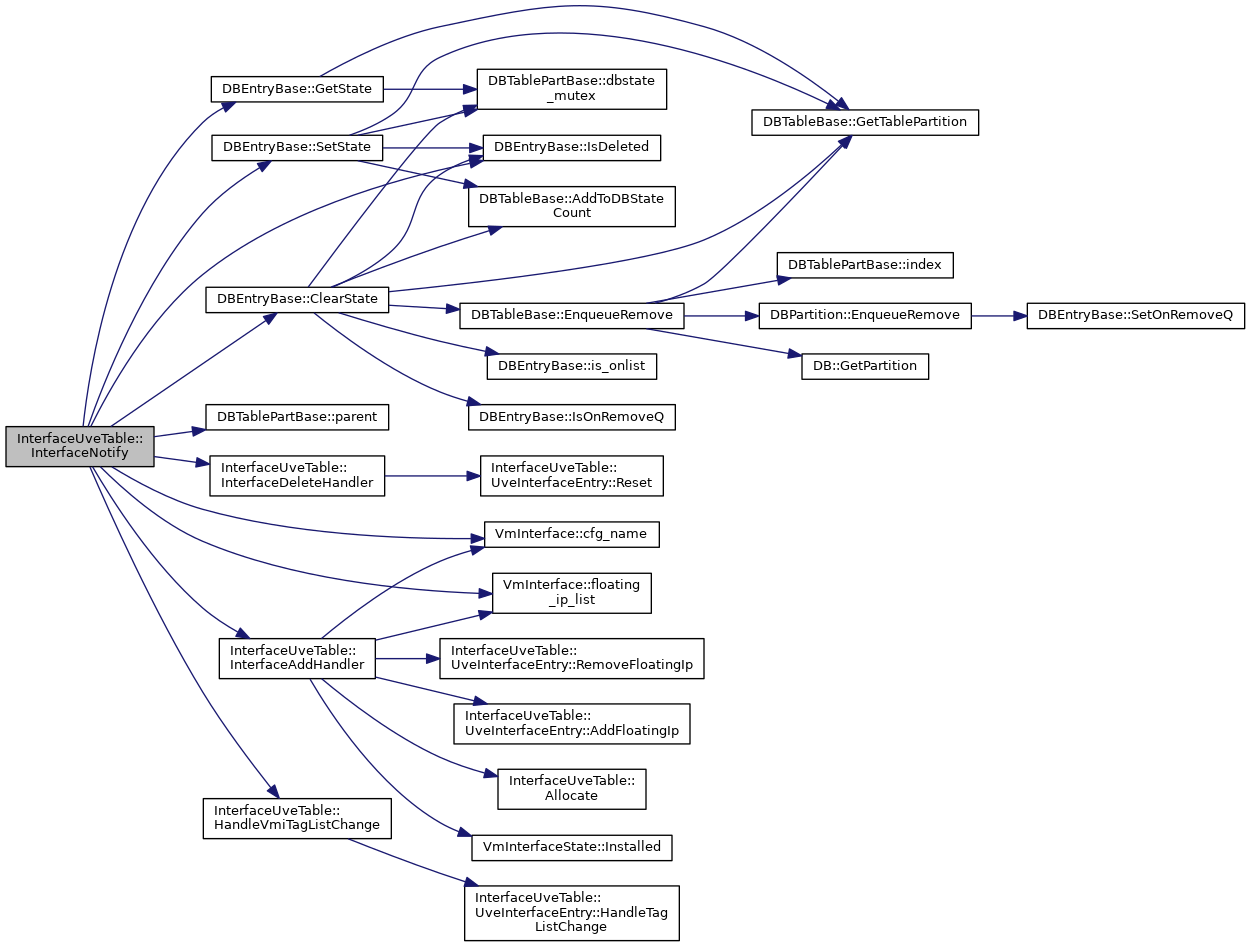 DBEntryBase::GetState
DBTablePartBase::dbstate
_mutex
DBTableBase::GetTablePartition
DBEntryBase::SetState
DBEntryBase::IsDeleted
DBTableBase::AddToDBState
Count
DBTablePartBase::index
DBEntryBase::ClearState
DBTableBase::EnqueueRemove
DBPartition::EnqueueRemove
DBEntryBase::SetOnRemoveQ
DBEntryBase::is_onlist
DB::GetPartition
DBTablePartBase::parent
DBEntryBase::IsOnRemoveQ
InterfaceUveTable::
InterfaceNotify
InterfaceUveTable::
InterfaceDeleteHandler
InterfaceUveTable::
UveInterfaceEntry::Reset
VmInterface::cfg_name
VmInterface::floating
_ip_list
InterfaceUveTable::
InterfaceAddHandler
InterfaceUveTable::
UveInterfaceEntry::RemoveFloatingIp
InterfaceUveTable::
UveInterfaceEntry::AddFloatingIp
InterfaceUveTable::
Allocate
InterfaceUveTable::
HandleVmiTagListChange
VmInterfaceState::Installed
InterfaceUveTable::
UveInterfaceEntry::HandleTag
ListChange